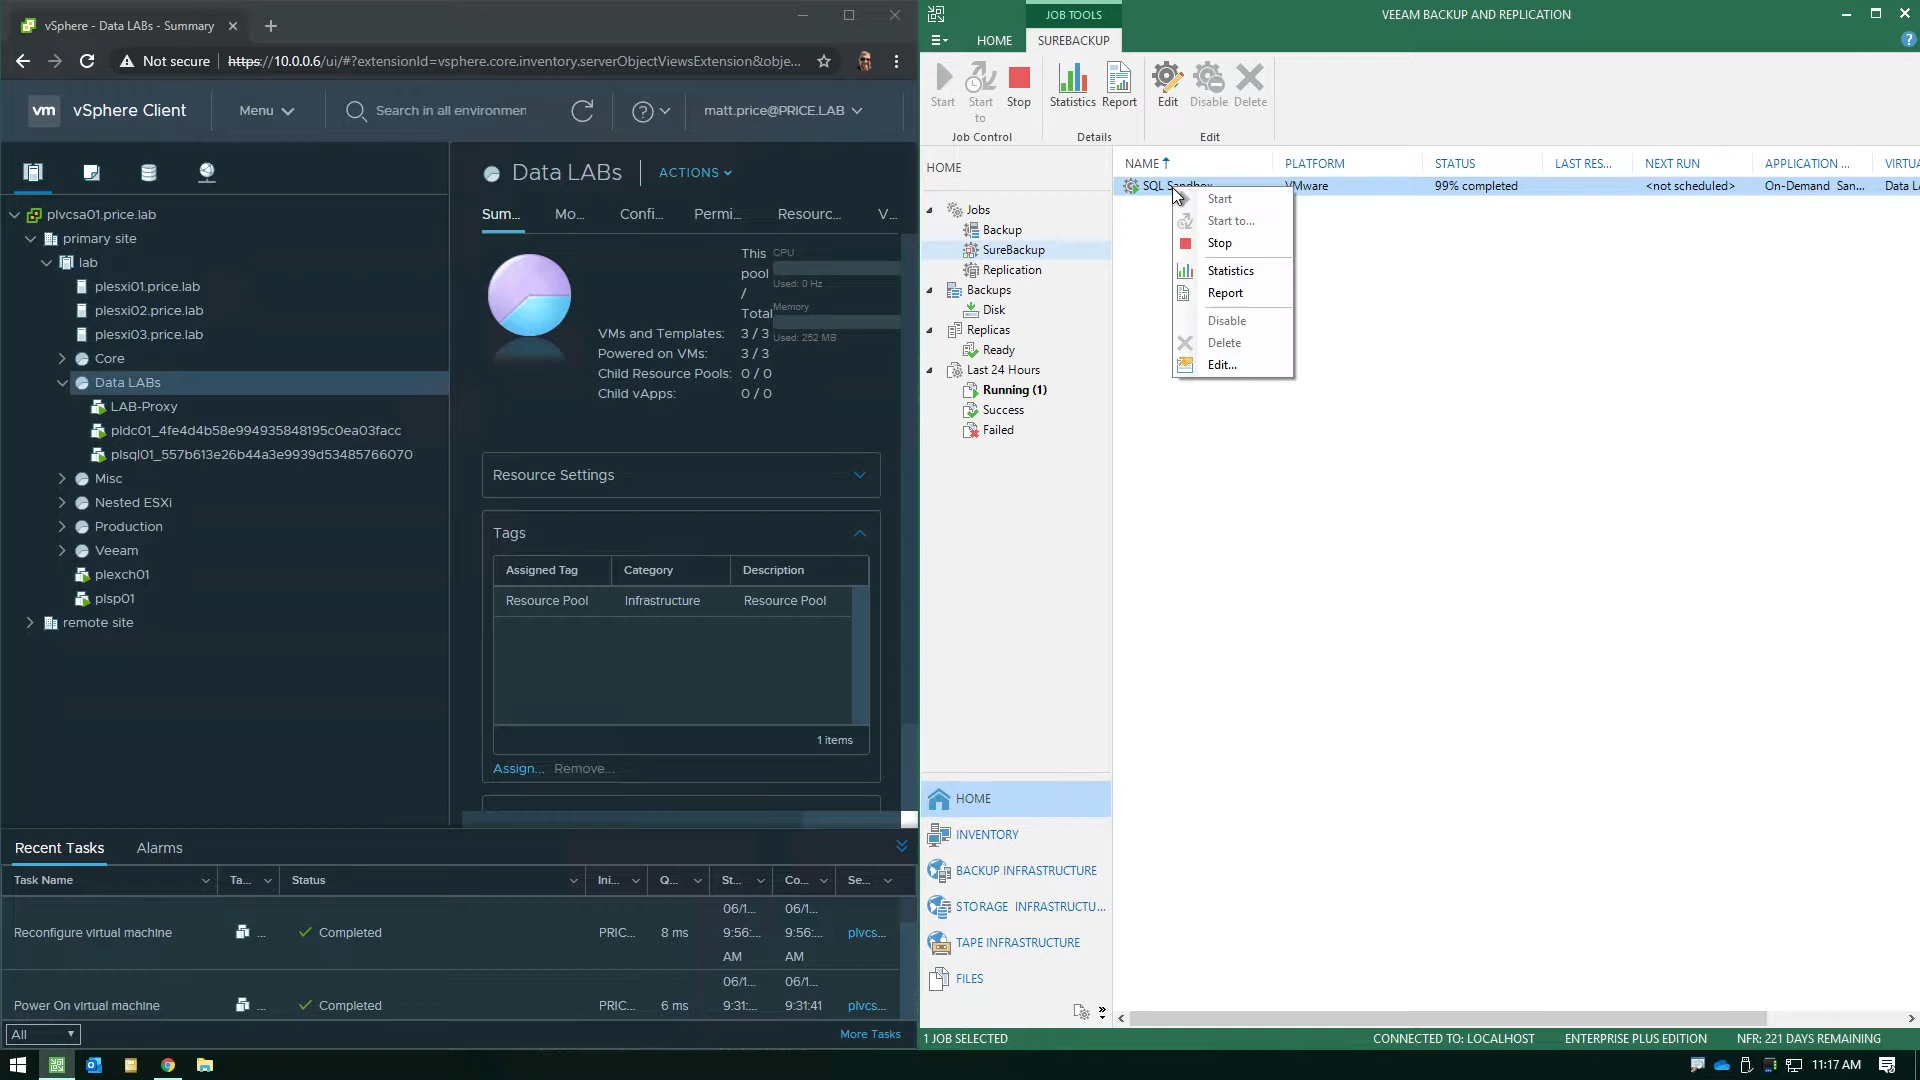 vSphere - Data LABs - Summary
Not secure
https://10.0.0.6/ui/#?extensionId=vsphere.core.inventory.serverObjectViewsExtension&obje...
vm vSphere Client
Menu
Search in all environmen
matt.price@PRICE.LAB
plvcsa01.price.lab
primary site
lab
plesxi01.price.lab
plesxi02.price.lab
plesxi03.price.lab
Core
Data LABs
LAB-Proxy
pldc01_4fe4d4b58e994935848195c0ea03facc
plsql01_557b613e26b44a3e9939d53485766070
Misc
Nested ESXi
Production
Veeam
plexch01
plsp01
remote site
Data LABs
ACTIONS
Sum... Mo... Confi... Permi... Resourc... V...
This pool / Total
CPU
Used: 0 Hz
Memory
Used: 252 MB
VMs and Templates: 3 / 3
Powered on VMs: 3 / 3
Child Resource Pools: 0 / 0
Child vApps: 0 / 0
Resource Settings
Tags
Assigned Tag Category Description
Resource Pool Infrastructure Resource Pool
1 items
Assign... Remove...
Recent Tasks Alarms
Task Name Ta... Status Ini... Q... St... Co... Se...
Reconfigure virtual machine ... Completed PRIC... 8 ms 06/1... 9:56:... AM 06/1... 9:56:... AM plvcs...
Power On virtual machine ... Completed PRIC... 6 ms 06/1... 9:31:... 06/1... 9:31:41 plvcs...
All
More Tasks
JOB TOOLS
VEEAM BACKUP AND REPLICATION
HOME SUREBACKUP
Start
Start to
Stop
Statistics
Report
Edit
Disable
Delete
Job Control Details Edit
HOME
Jobs
Backup
SureBackup
Replication
Backups
Disk
Replicas
Ready
Last 24 Hours
Running (1)
Success
Failed
HOME
INVENTORY
BACKUP INFRASTRUCTURE
STORAGE INFRASTRUCTU...
TAPE INFRASTRUCTURE
FILES
NAME PLATFORM STATUS LAST RES... NEXT RUN APPLICATION ... VIRTUA
SQL Sandbox VMware 99% completed <not scheduled> On-Demand San... Data LA
Start
Start to...
Stop
Statistics
Report
Disable
Delete
Edit...
1 JOB SELECTED
CONNECTED TO: LOCALHOST
ENTERPRISE PLUS EDITION
NFR: 221 DAYS REMAINING
11:17 AM